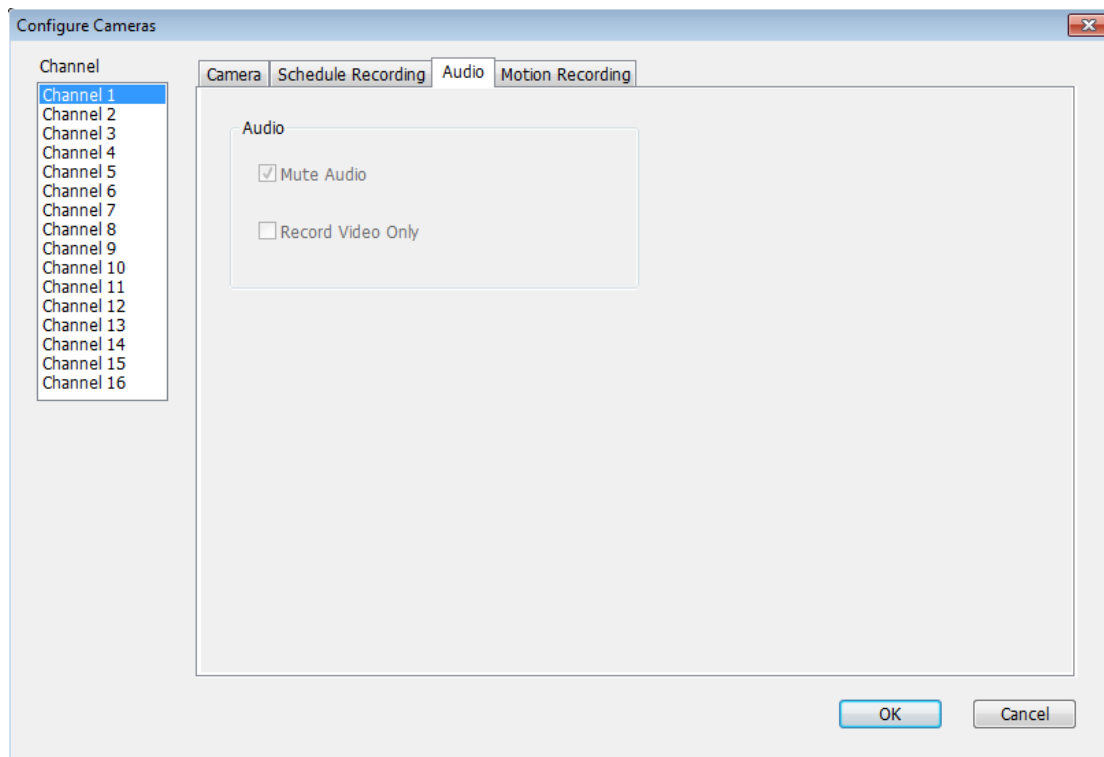 Configure Cameras
Channel
Channel 1
Channel 2
Channel 3
Channel 4
Channel 5
Channel 6
Channel 7
Channel 8
Channel 9
Channel 10
Channel 11
Channel 12
Channel 13
Channel 14
Channel 15
Channel 16
Camera Schedule Recording Audio Motion Recording
Audio
Mute Audio
Record Video Only
OK Cancel